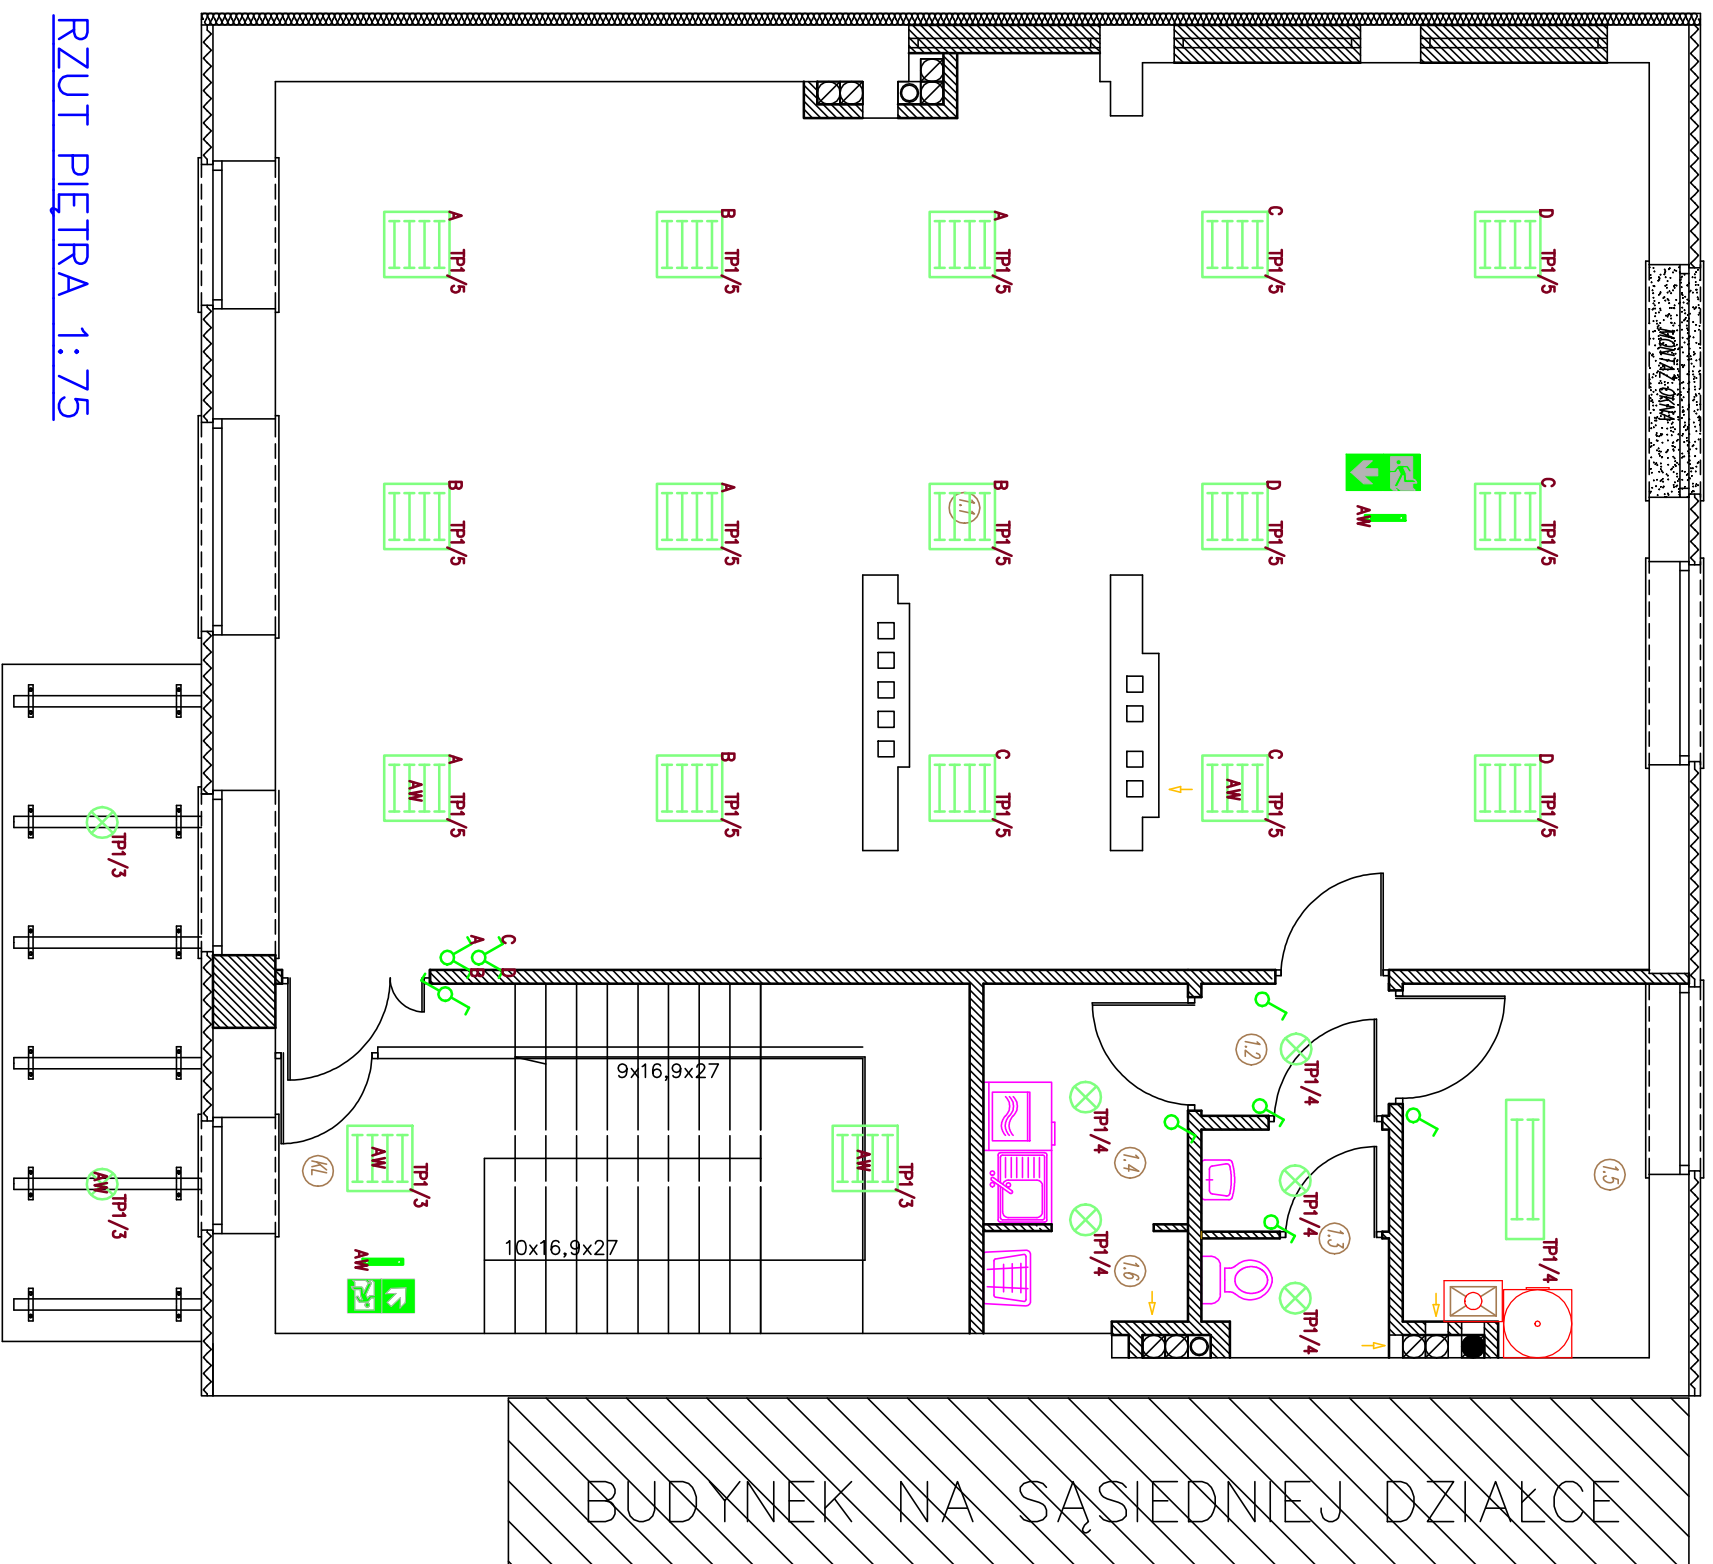 RZUT PIĘTRA 1:75
A
TP1/5
B
TP1/5
A
TP1/5
C
TP1/5
D
TP1/5
MONTAŻ OKNA
B
TP1/5
A
TP1/5
1.1
B
TP1/5
D
TP1/5
AW
C
TP1/5
A
AW
TP1/5
B
TP1/5
C
TP1/5
C
AW
TP1/5
D
TP1/5
TP1/3
AW
TP1/3
A
B
C
D
9x16,9x27
10x16,9x27
KL
AW
TP1/3
AW
TP1/3
AW
1.2
TP1/4
TP1/4
1.4
TP1/4
1.3
TP1/4
1.6
TP1/4
TP1/4
1.5
TP1/4
BUDYNEK NA SĄSIEDNIEJ DZIAŁCE